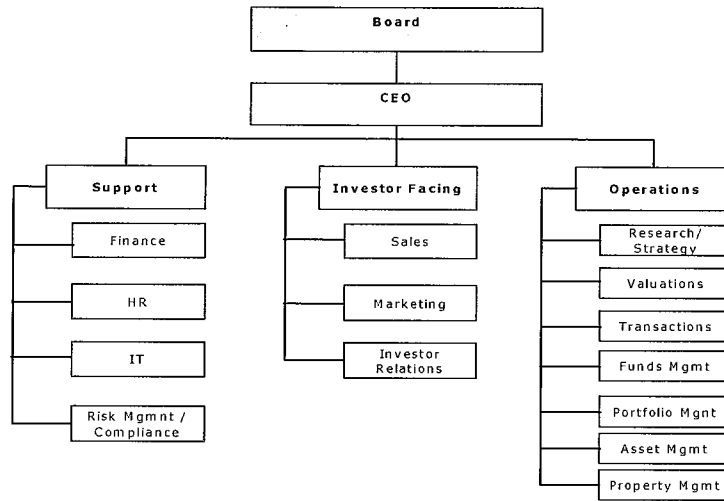 Board
CEO
Support
Finance
HR
IT
Risk Mgmnt /
Compliance
Investor Facing
Sales
Marketing
Investor
Relations
Operations
Research/
Strategy
Valuations
Transactions
Funds Mgmt
Portfolio Mgnt
Asset Mgmt
Property Mgmt